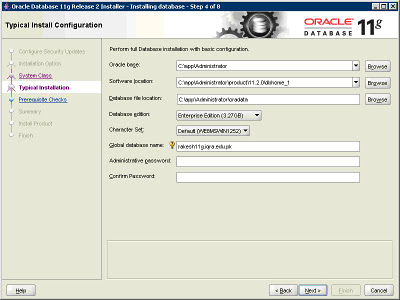 Oracle Database 11g Release 2 Installer - Installing database - Step 4 of 8
Typical Install Configuration
ORACLE
DATABASE 11g
Configure Security Updates
Installation Option
System Class
Typical Installation
Prerequisite Checks
Summary
Install Product
Finish
Perform full Database installation with basic configuration.
Oracle base: C:\app\Administrator Browse
Software location: C:\app\Administrator\product\11.2.0\dbhome_1 Browse
Database file location: C:\app\Administrator\oradata Browse
Database edition: Enterprise Edition (3.27GB)
Character Set: Default (WE8MSWIN1252)
Global database name: rakesh11g.iqra.edu.pk
Administrative password:
Confirm Password:
Help < Back Next > Finish Cancel